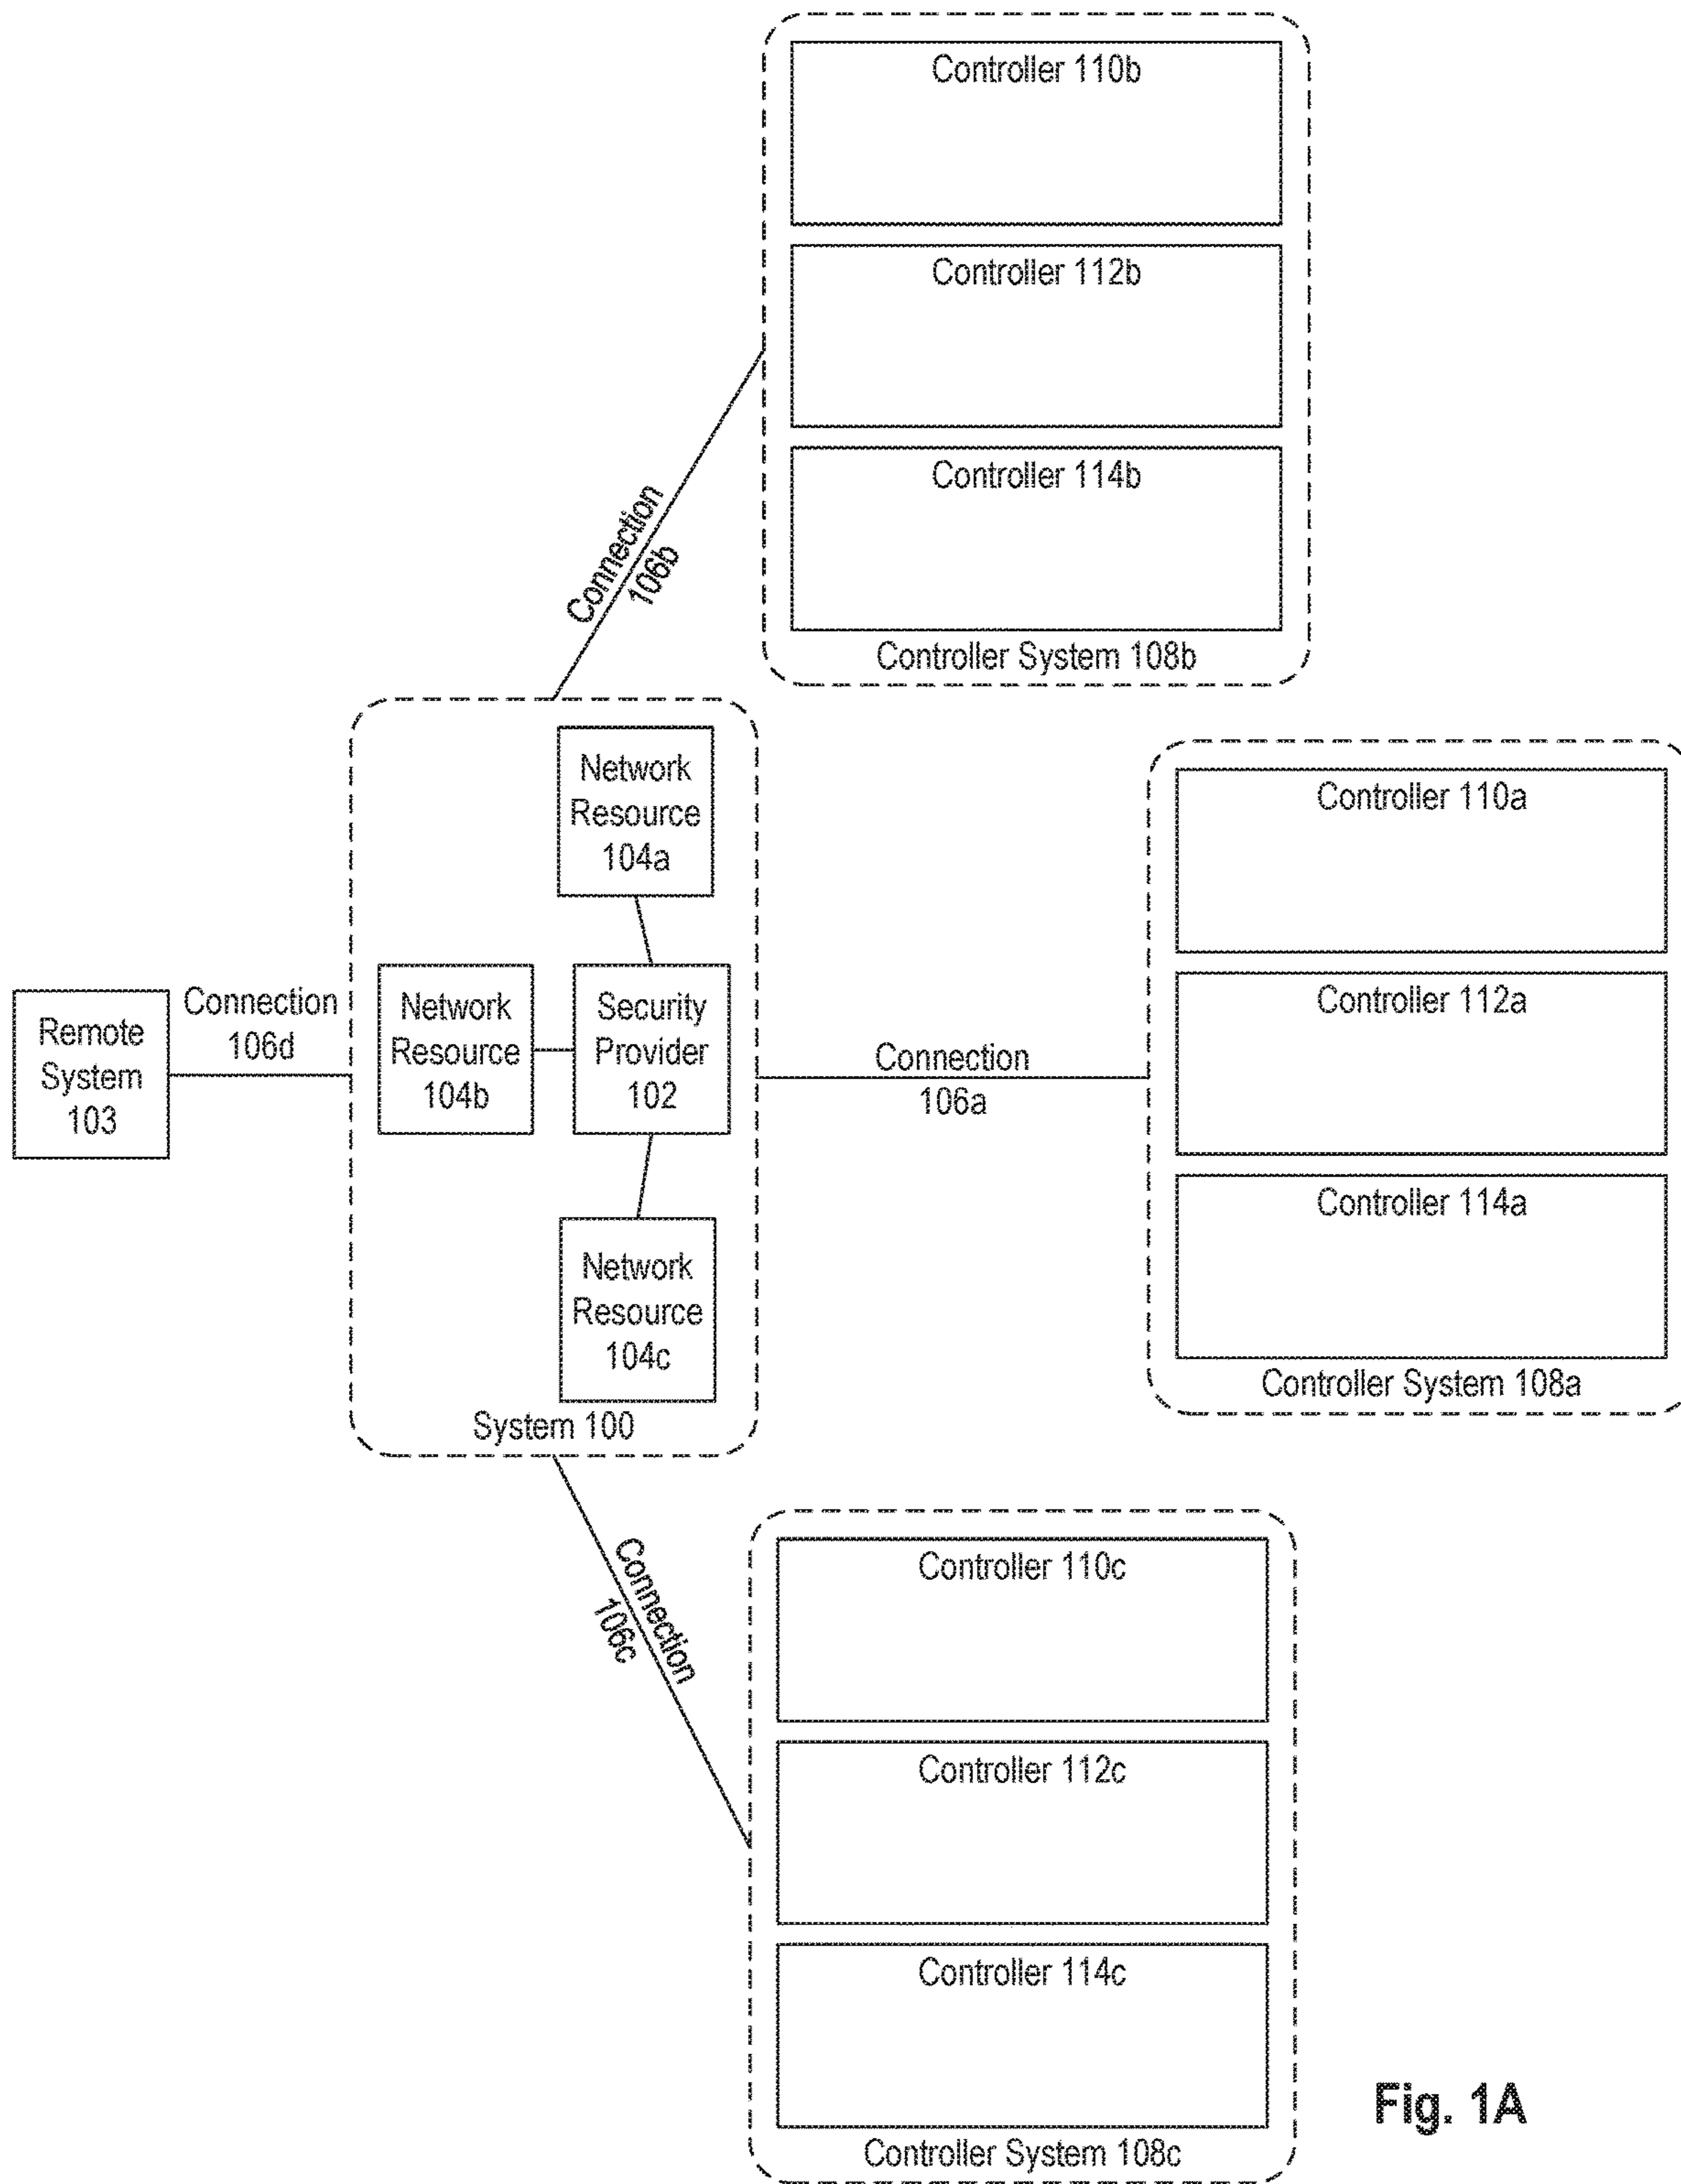 Controller 110b
Controller 112b
Controller 114b
Controller System 108b
Connection
106b
Network
Resource
104a
Network
Resource
104b
Security
Provider
102
Network
Resource
104c
System 100
Remote
System
103
Connection
106d
Connection
106a
Controller 110a
Controller 112a
Controller 114a
Controller System 108a
Connection
106c
Controller 110c
Controller 112c
Controller 114c
Controller System 108c
Fig. 1A